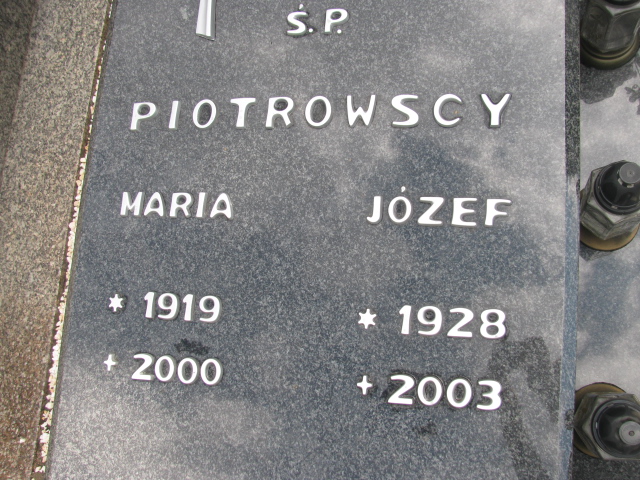 Ś.P.
PIOTROWSCY
MARIA JÓZEF
* 1919 * 1928
+ 2000 + 2003